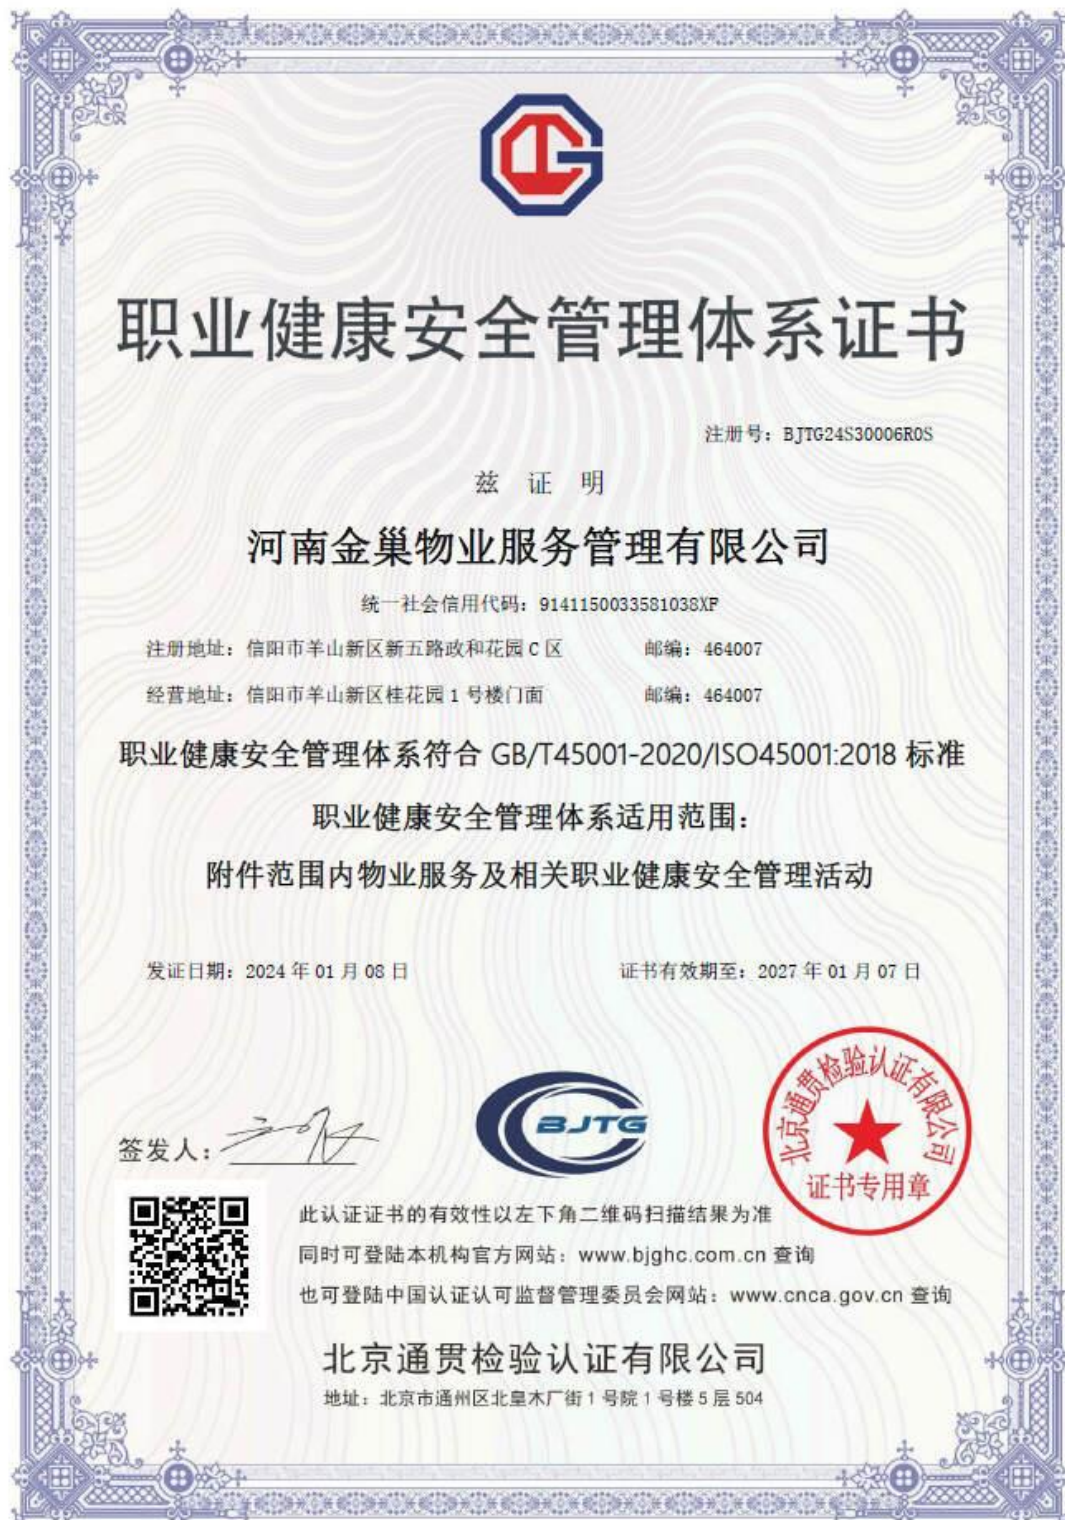 职业健康安全管理体系证书
注册号：BJTG24S30006R0S
兹 证 明
河南金巢物业服务管理有限公司
统一社会信用代码：9141150033581038XF
注册地址：信阳市羊山新区新五路政和花园 C 区 邮编：464007
经营地址：信阳市羊山新区桂花园 1 号楼门面 邮编：464007
职业健康安全管理体系符合 GB/T45001-2020/ISO45001:2018 标准
职业健康安全管理体系适用范围：
附件范围内物业服务及相关职业健康安全管理活动
发证日期：2024 年 01 月 08 日 证书有效期至：2027 年 01 月 07 日
北京通贯检验认证有限公司
证书专用章
BJTG
签发人：
此认证证书的有效性以左下角二维码扫描结果为准
同时可登陆本机构官方网站：www.bjghc.com.cn 查询
也可登陆中国认证认可监督管理委员会网站：www.cnca.gov.cn 查询
北京通贯检验认证有限公司
地址：北京市通州区北皇木厂街 1 号院 1 号楼 5 层 504